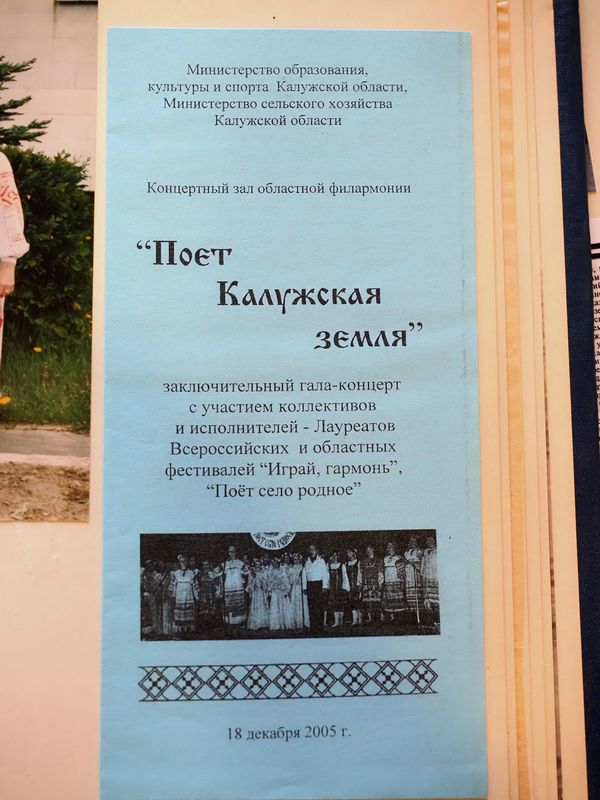 Министерство образования,
культуры и спорта Калужской области,
Министерство сельского хозяйства
Калужской области
Концертный зал областной филармонии
“Поет
Калужская
земля”
заключительный гала-концерт
с участием коллективов
и исполнителей - Лауреатов
Всероссийских и областных
фестивалей “Играй, гармонь”,
“Поёт село родное”
18 декабря 2005 г.